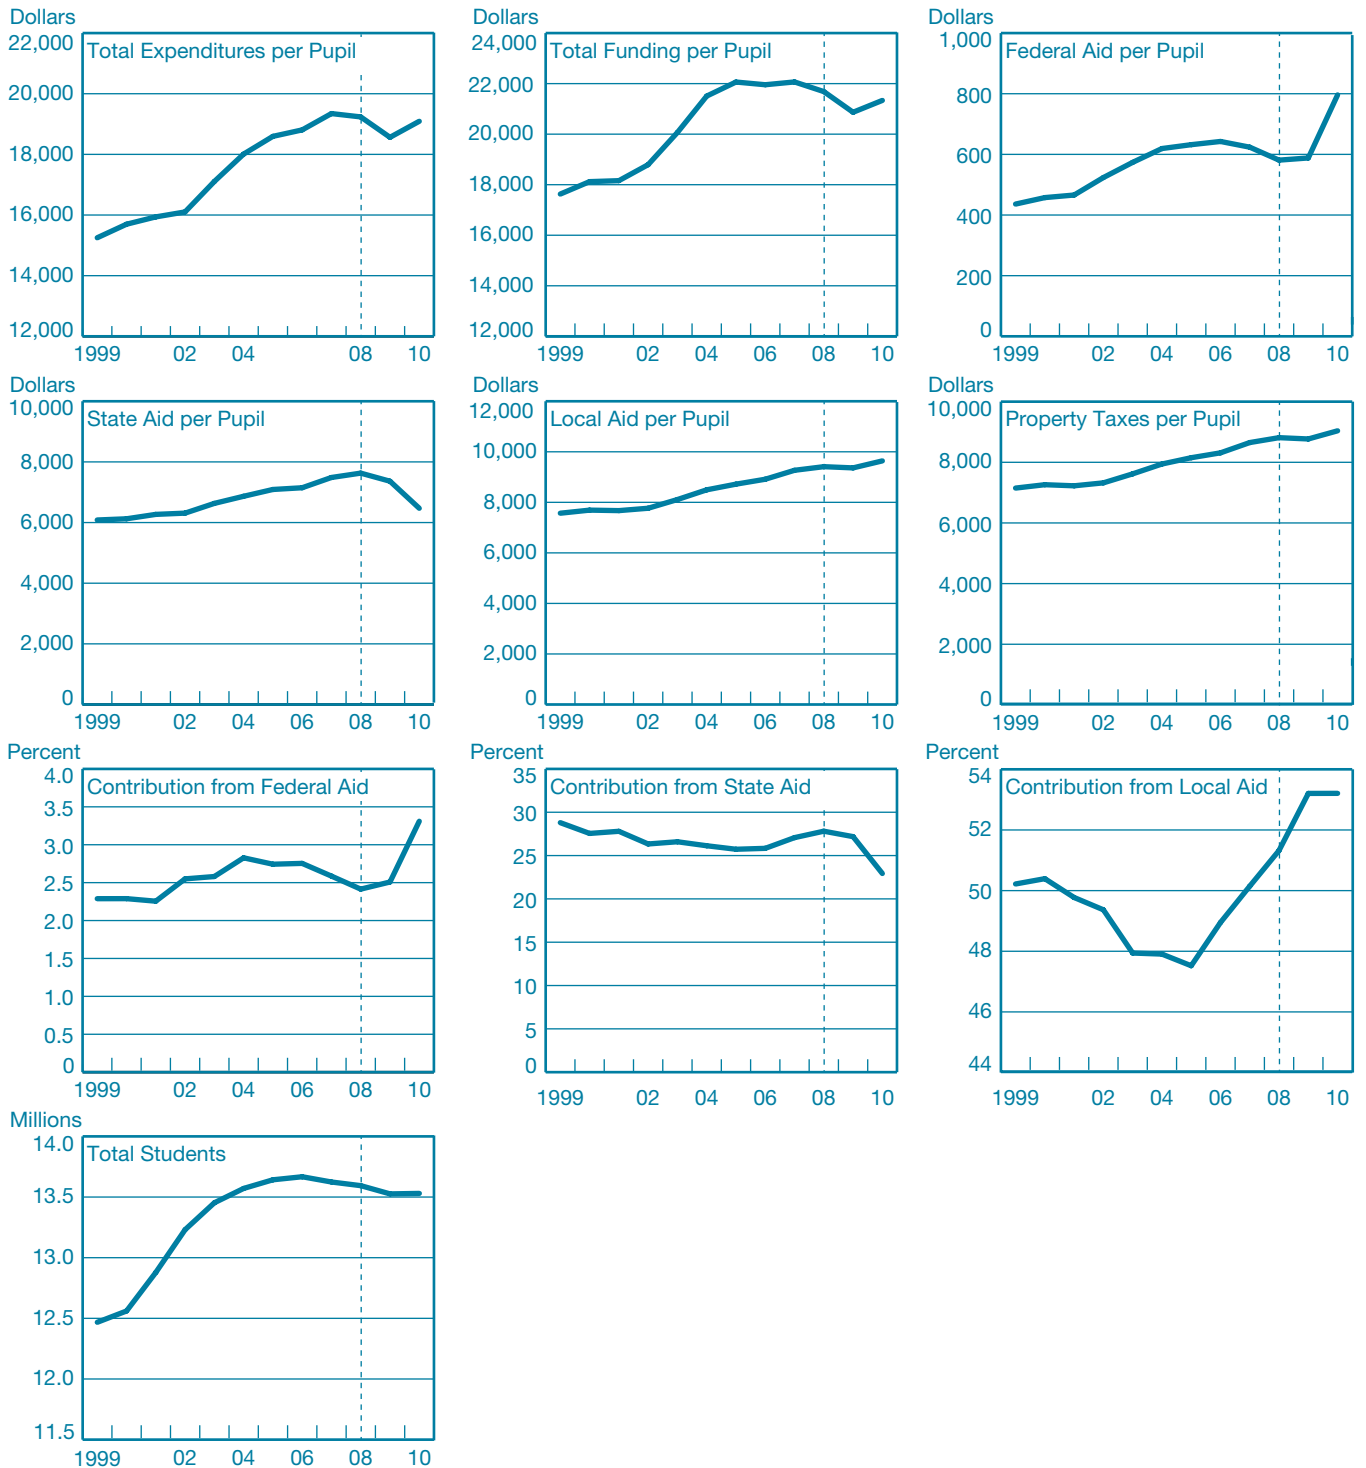 Dollars
22,000
Total Expenditures per Pupil
20,000
18,000
16,000
14,000
12,000
1999 02 04 08 10
Dollars
24,000
Total Funding per Pupil
22,000
20,000
18,000
16,000
14,000
12,000
1999 02 04 06 08 10
Dollars
1,000
Federal Aid per Pupil
800
600
400
200
0
1999 02 04 06 08 10
Dollars
10,000
State Aid per Pupil
8,000
6,000
4,000
2,000
0
1999 02 04 06 08 10
Dollars
12,000
Local Aid per Pupil
10,000
8,000
6,000
4,000
2,000
0
1999 02 04 06 08 10
Dollars
10,000
Property Taxes per Pupil
8,000
6,000
4,000
2,000
0
1999 02 04 06 08 10
Percent
4.0
Contribution from Federal Aid
3.5
3.0
2.5
2.0
1.5
1.0
0.5
0
1999 02 04 06 08 10
Percent
35
Contribution from State Aid
30
25
20
15
10
5
0
1999 02 04 06 08 10
Percent
54
Contribution from Local Aid
52
50
48
46
44
1999 02 04 06 08 10
Millions
14.0
Total Students
13.5
13.0
12.5
12.0
11.5
1999 02 04 06 08 10